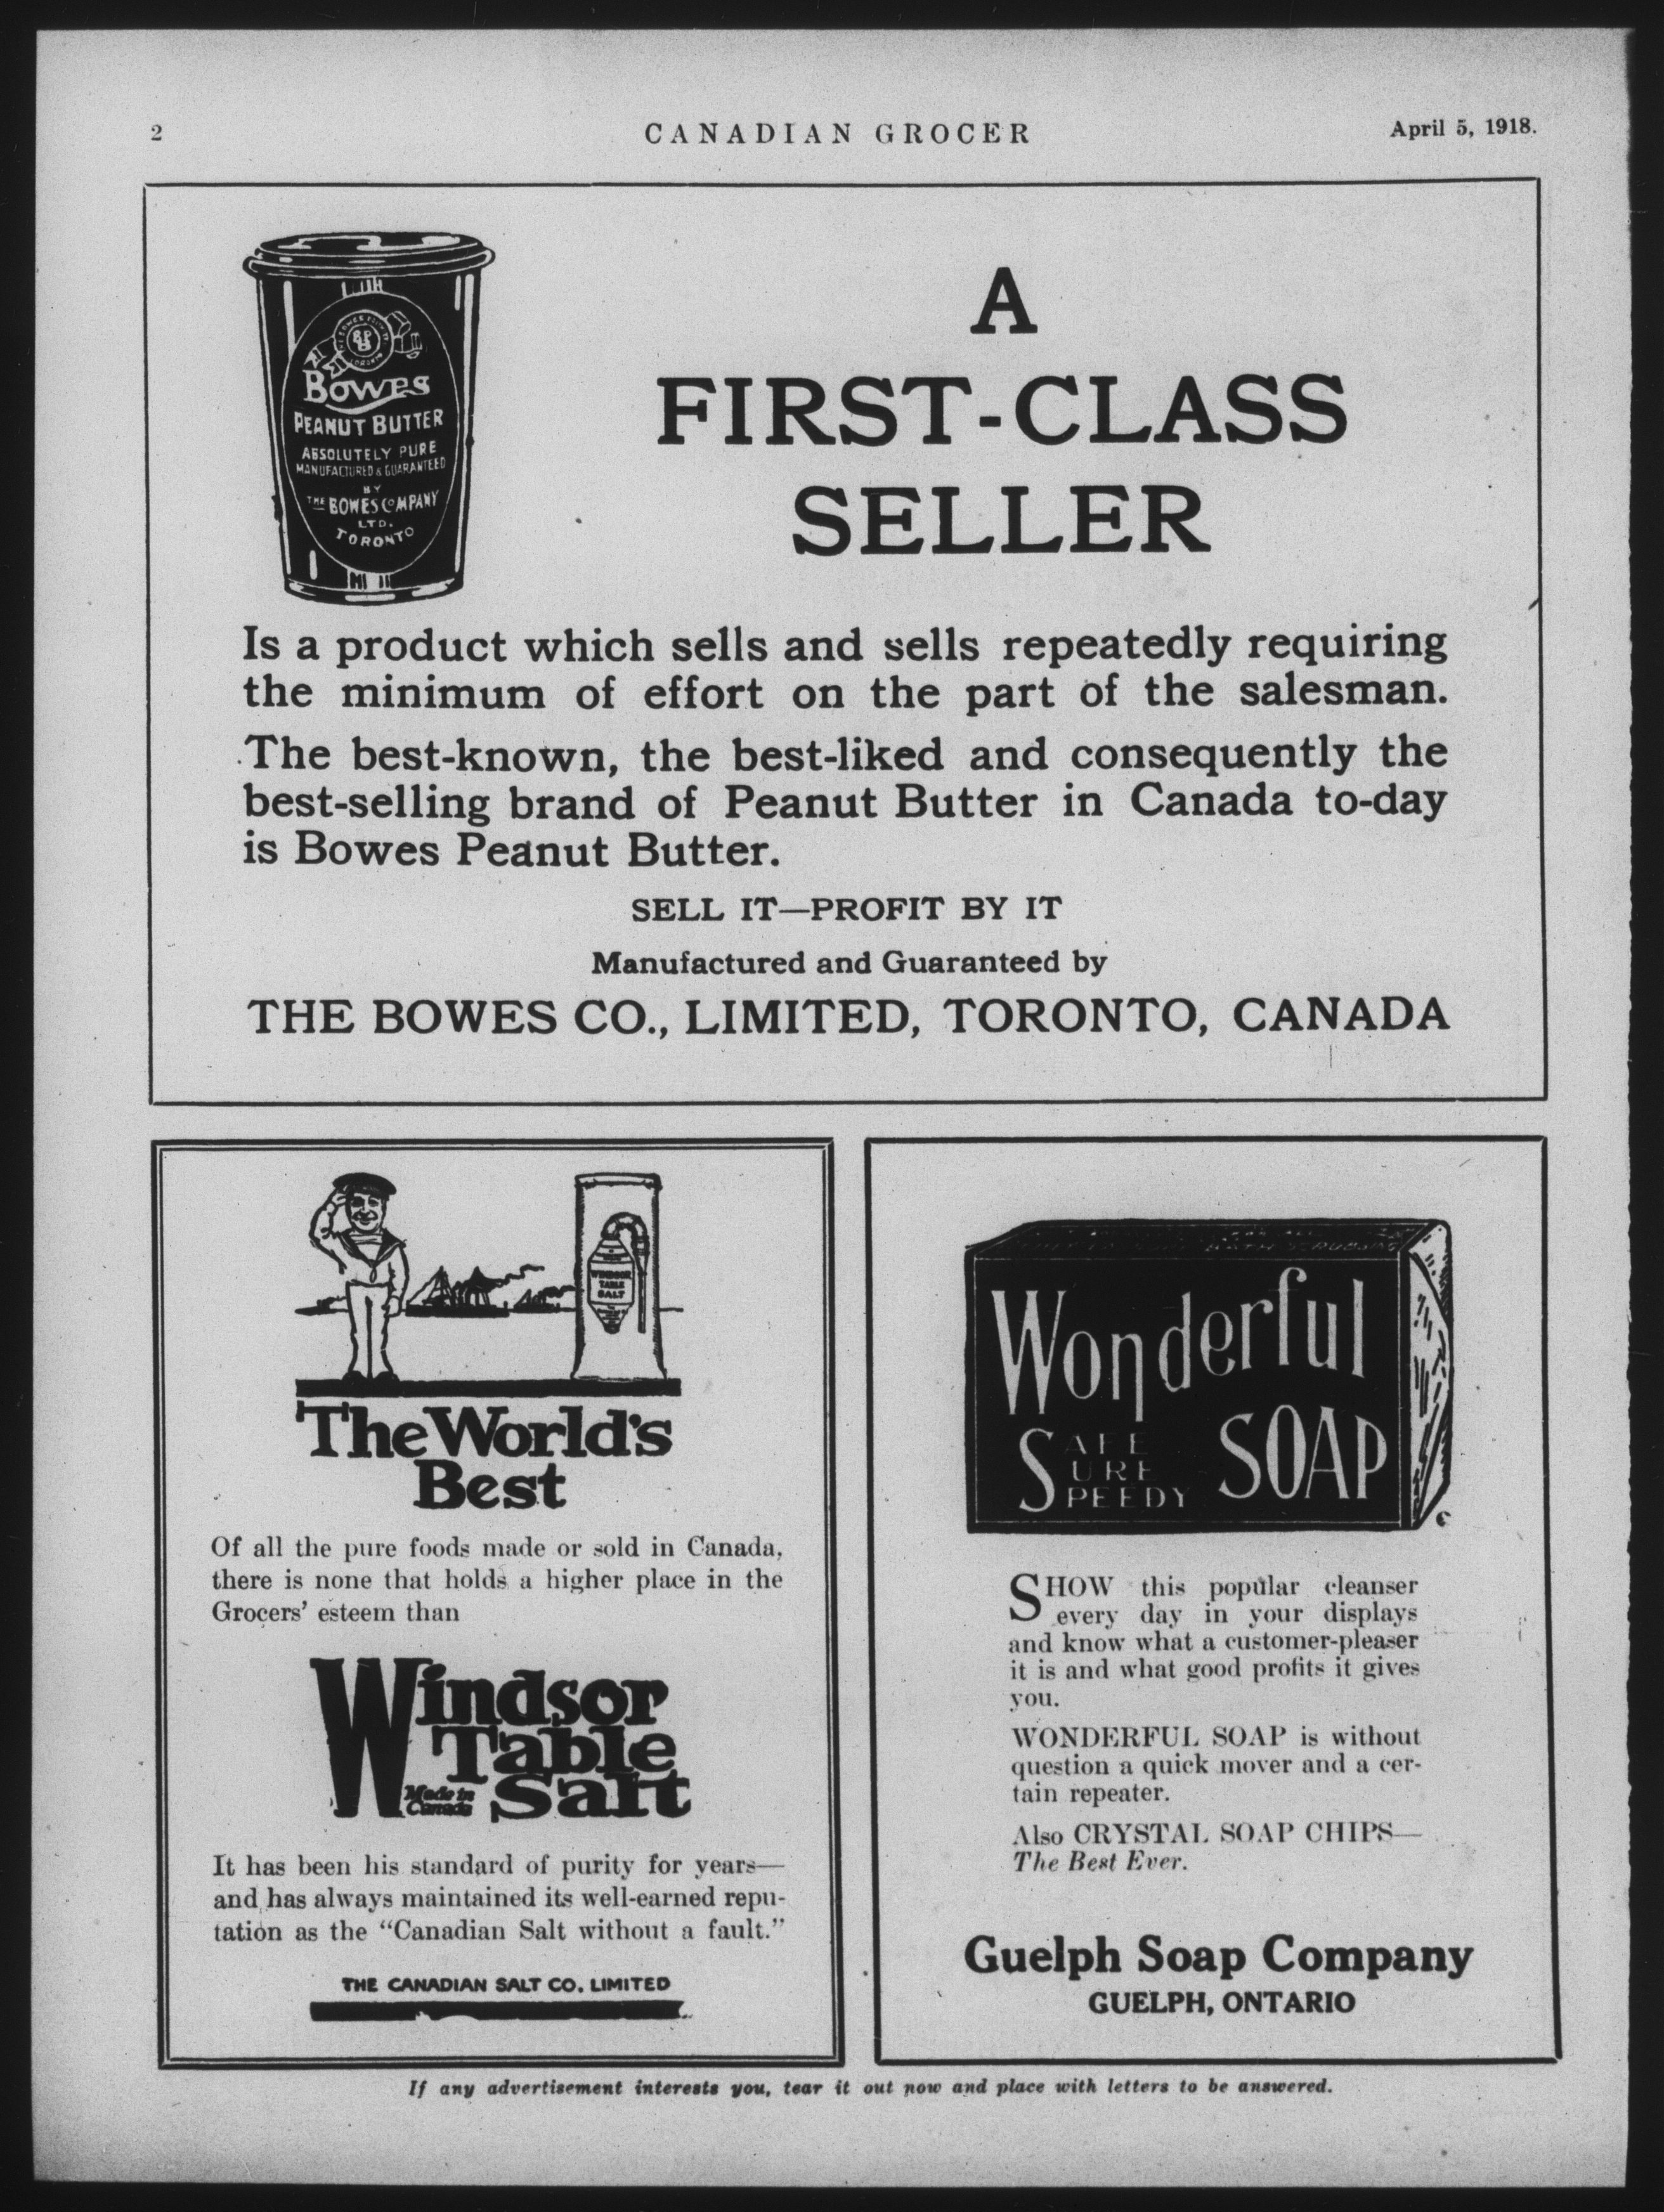 2
CANADIAN GROCER
April 5, 1918.
Bowes
PEANUT BUTTER
ABSOLUTELY PURE
MANUFACTURED & GUARANTEED
BY
THE BOWES COMPANY
LTD.
TORONTO
A
FIRST-CLASS
SELLER
Is a product which sells and sells repeatedly requiring
the minimum of effort on the part of the salesman.
The best-known, the best-liked and consequently the
best-selling brand of Peanut Butter in Canada to-day
is Bowes Peanut Butter.
SELL IT—PROFIT BY IT
Manufactured and Guaranteed by
THE BOWES CO., LIMITED, TORONTO, CANADA
WINDSOR
TABLE
SALT
The World's
Best
Of all the pure foods made or sold in Canada,
there is none that holds a higher place in the
Grocers' esteem than
Windsor
Table
Salt
Made in
Canada
It has been his standard of purity for years—
and has always maintained its well-earned repu-
tation as the "Canadian Salt without a fault."
THE CANADIAN SALT CO. LIMITED
Wonderful
SOAP
SAFE
SURE
SPEEDY
SHOW this popular cleanser
every day in your displays
and know what a customer-pleaser
it is and what good profits it gives
you.
WONDERFUL SOAP is without
question a quick mover and a cer-
tain repeater.
Also CRYSTAL SOAP CHIPS—
The Best Ever.
Guelph Soap Company
GUELPH, ONTARIO
If any advertisement interests you, tear it out now and place with letters to be answered.